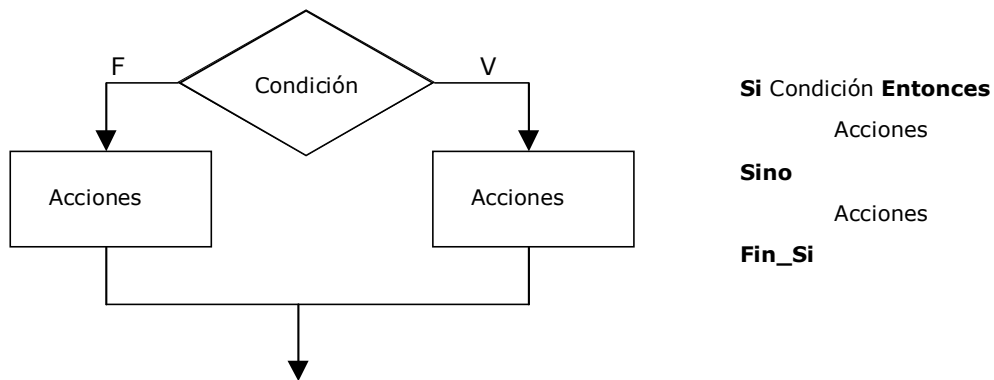 F
V
Condición
Acciones
Acciones
Si Condición Entonces
Acciones
Sino
Acciones
Fin_Si